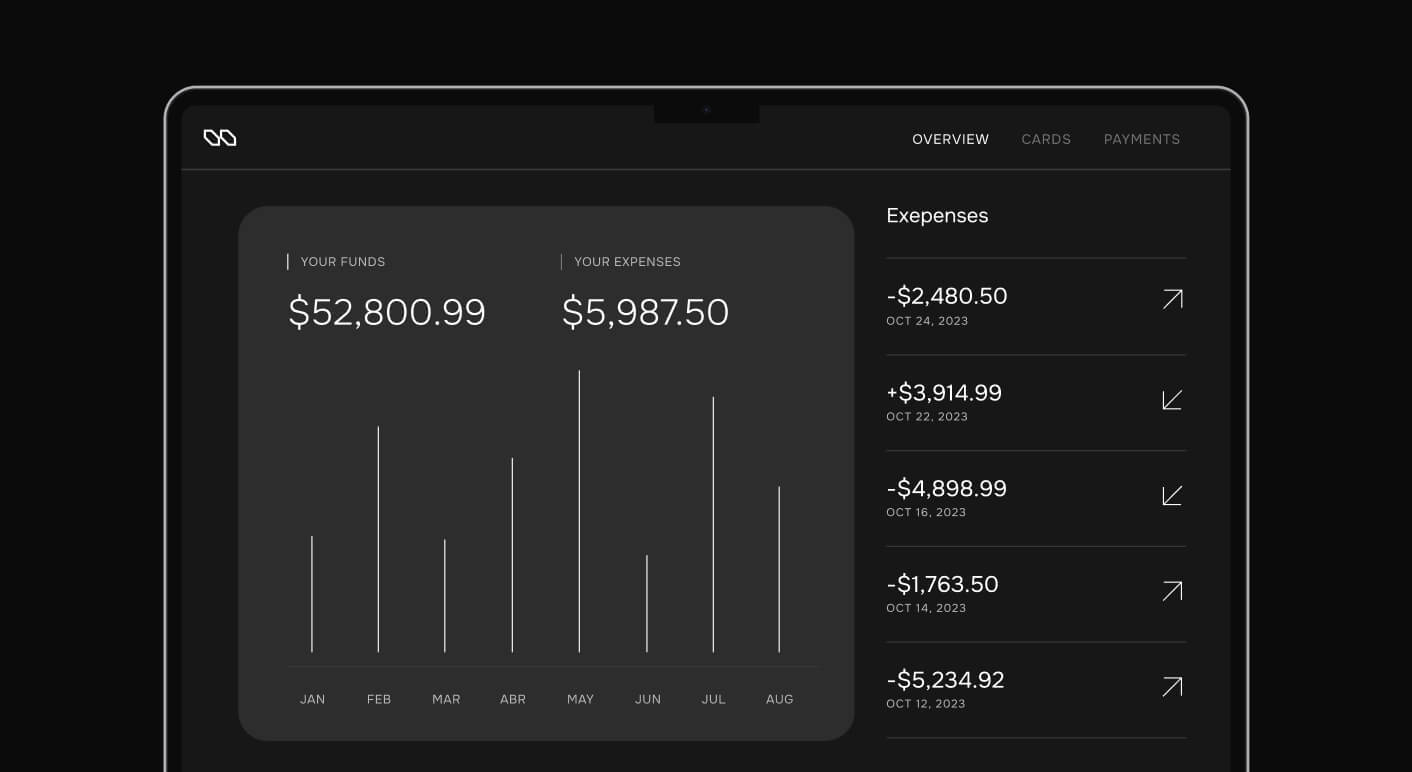 OVERVIEW CARDS PAYMENTS
YOUR FUNDS
$52,800.99
YOUR EXPENSES
$5,987.50
JAN FEB MAR ABR MAY JUN JUL AUG
Exepenses
-$2,480.50
OCT 24, 2023
+$3,914.99
OCT 22, 2023
-$4,898.99
OCT 16, 2023
-$1,763.50
OCT 14, 2023
-$5,234.92
OCT 12, 2023